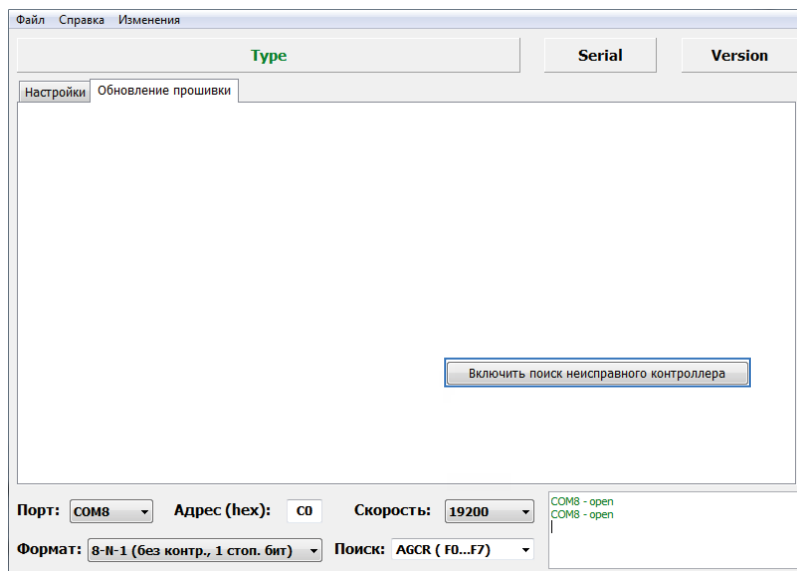 Файл Справка Изменения
Type Serial Version
Настройки Обновление прошивки
Включить поиск неисправного контроллера
Порт: COM8 Адрес (hex): C0 Скорость: 19200
COM8 - open
COM8 - open
Формат: 8-N-1 (без контр., 1 стоп. бит) Поиск: AGCR ( F0...F7)